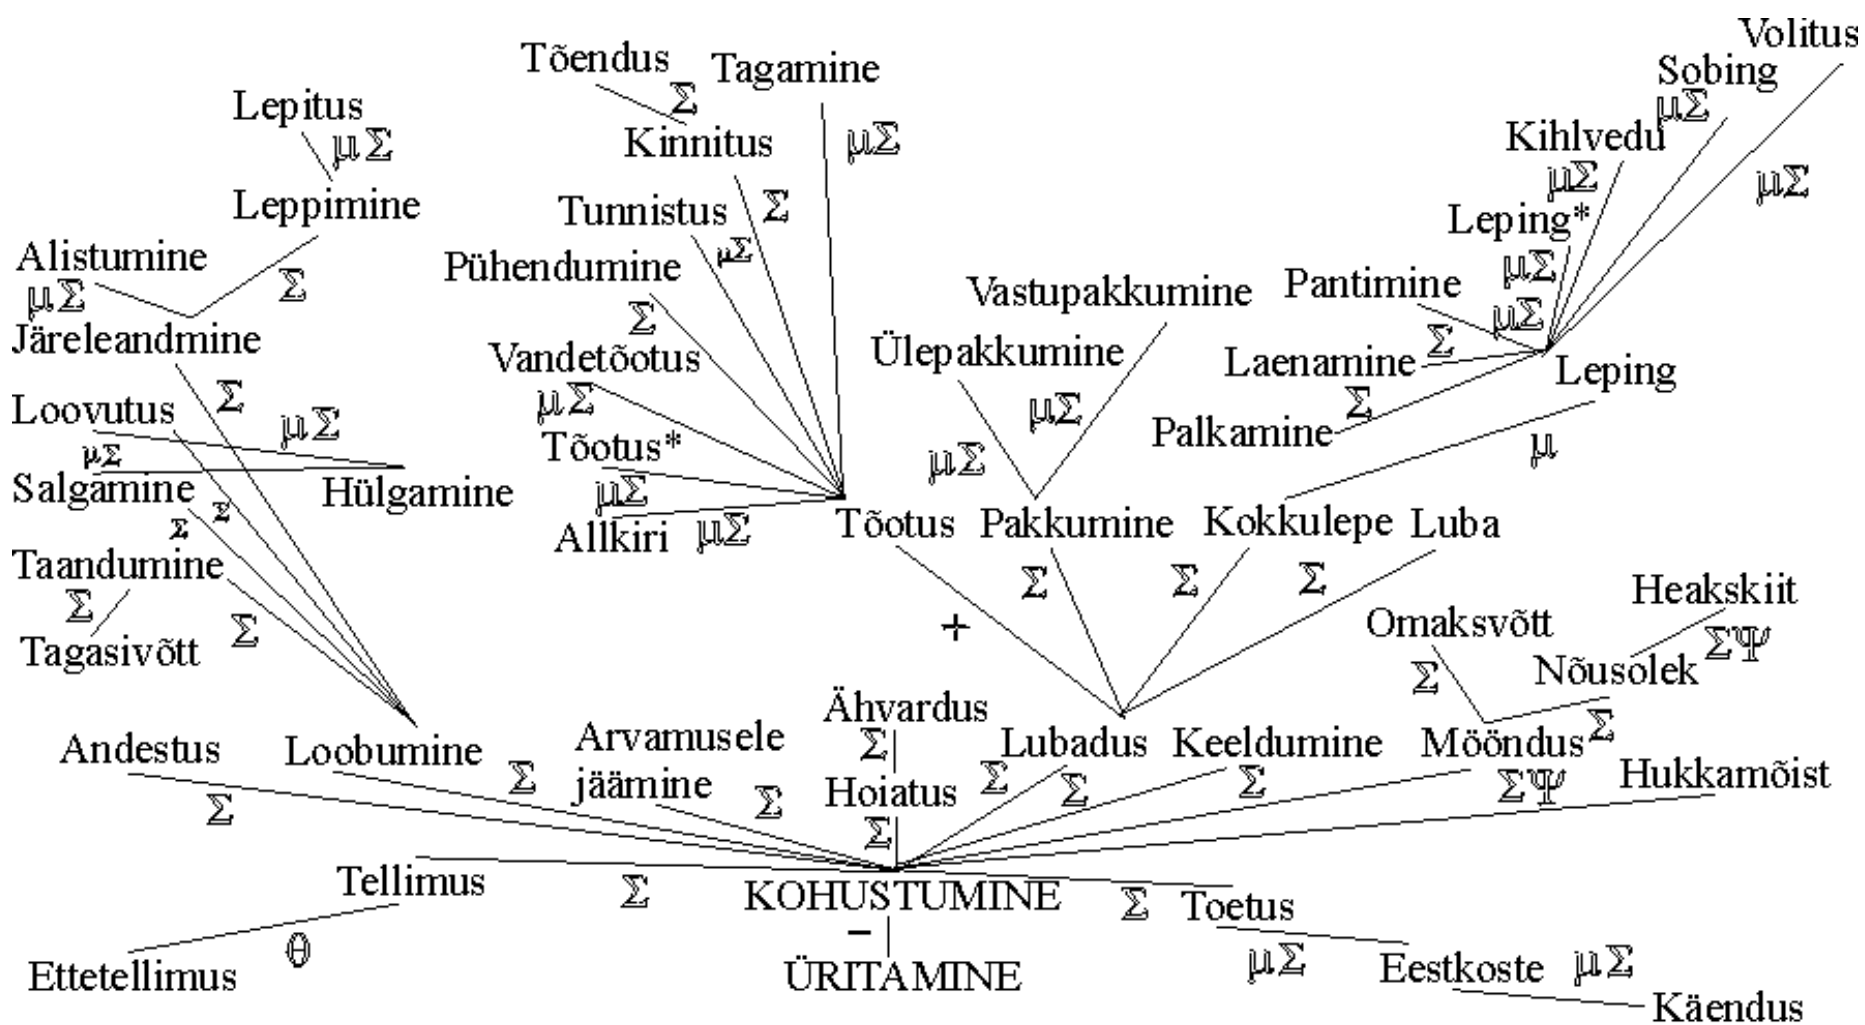 Volitus
Tõendus Σ Tagamine
Sobing
Lepitus
μΣ
Kinnitus μΣ
μΣ
Kihlvedu
Leppimine
Tunnistus Σ
μΣ
μΣ
Leping*
Alistumine
μΣ
Σ
Pühendumine
μΣ
μΣ
Vastupakkumine
Pantimine
Järeleandmine
Σ
μΣ
Vandetõotus
Ülepakkumine
Laenamine Σ
Leping
Loovutus Σ
μΣ
μΣ
μΣ
Σ
Palkamine
μ
μΣ
Tõotus*
μΣ
Salgamine
Hülgamine
μΣ
Σ
Σ
Allkiri μΣ
Tõotus Pakkumine Kokkulepe Luba
Taandumine
Σ
Σ
Σ
Σ
Σ
Heakskiit
Tagasivõtt
+
Omaksvõtt
ΣΨ
Σ
Nõusolek
Andestus
Loobumine
Arvamusele
jäämine
Ähvardus
Σ
Lubadus Keeldumine Mööndus Σ
Σ
Σ
Σ
Hoiatus
Σ
Σ
Σ
Σ
ΣΨ
Hukkamõist
Tellimus
Σ
KOHUSTUMINE
Σ
Toetus
−
Ettetellimus
θ
ÜRITAMINE
μΣ
Eestkoste μΣ
Käendus